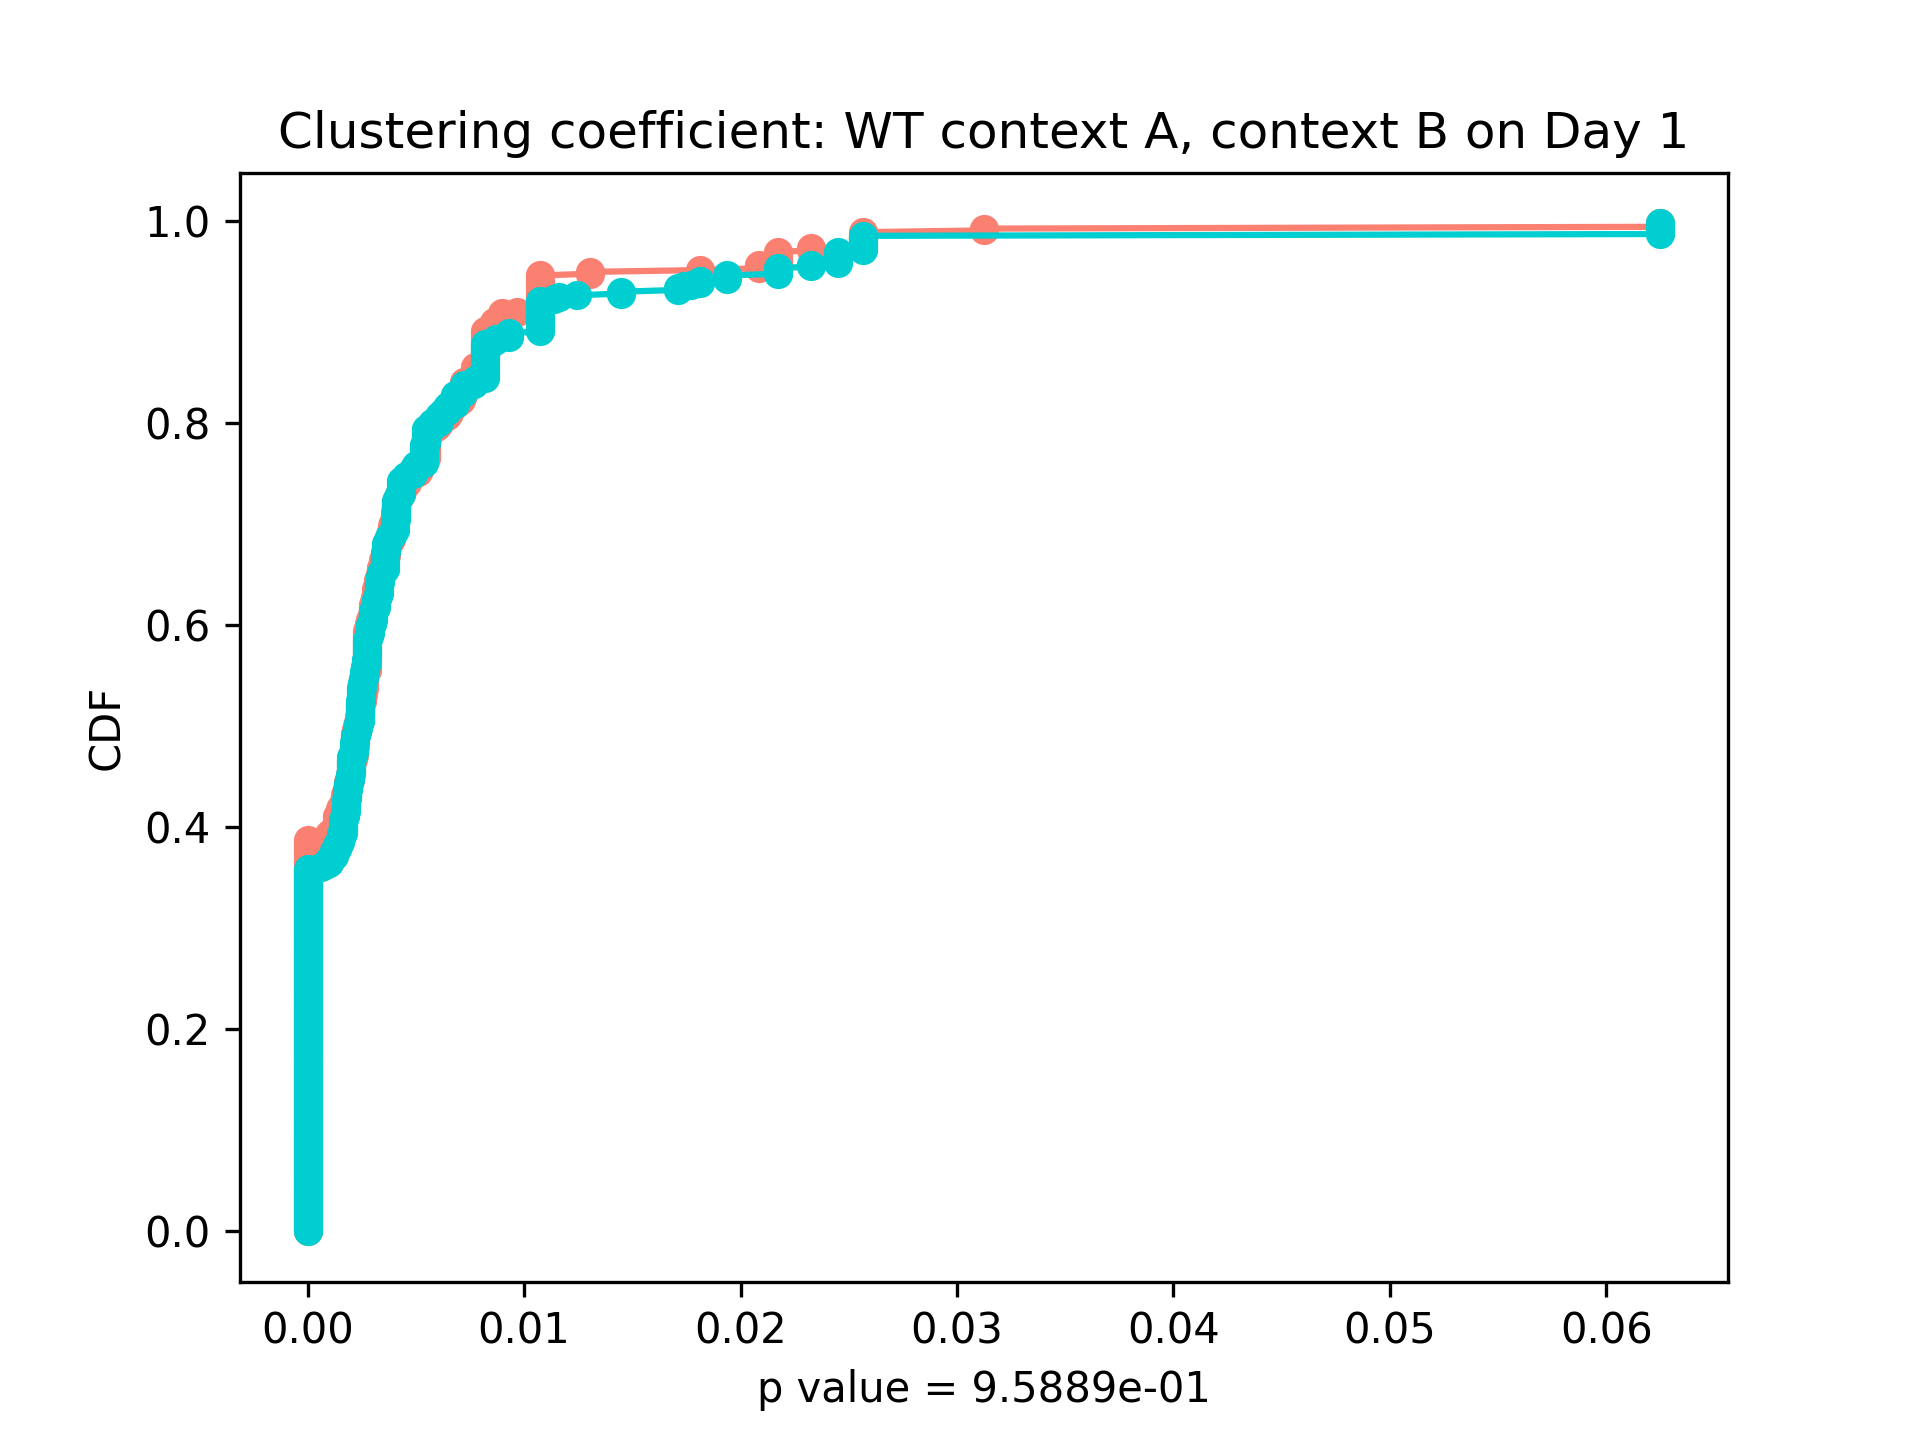 Clustering coefficient: WT context A, context B on Day 1
1.0
0.8
0.6
0.4
0.2
0.0
CDF
0.00 0.01 0.02 0.03 0.04 0.05 0.06
p value = 9.5889e-01